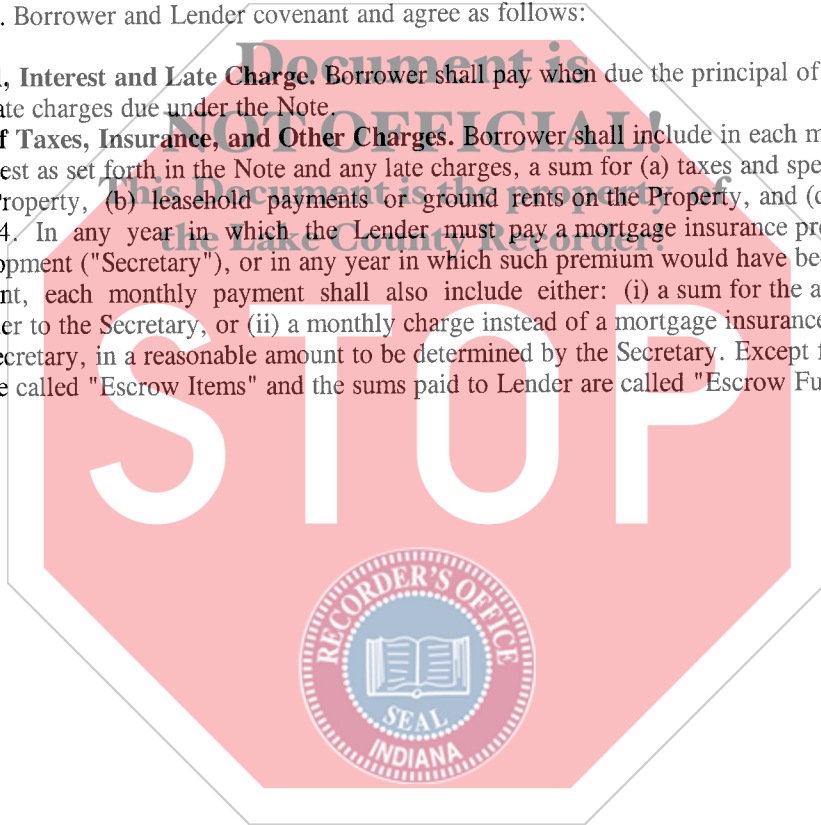 . Borrower and Lender covenant and agree as follows:
Document is
, Interest and Late Charge. Borrower shall pay when due the principal of
ate charges due under the Note.
NOT OFFICIAL!
f Taxes, Insurance, and Other Charges. Borrower shall include in each m
est as set forth in the Note and any late charges, a sum for (a) taxes and spe
This Document is the property of
roperty, (b) leasehold payments or ground rents on the Property, and (c
the Lake County Recorder!
4. In any year in which the Lender must pay a mortgage insurance pre
opment ("Secretary"), or in any year in which such premium would have be
nt, each monthly payment shall also include either: (i) a sum for the a
er to the Secretary, or (ii) a monthly charge instead of a mortgage insurance
ecretary, in a reasonable amount to be determined by the Secretary. Except f
e called "Escrow Items" and the sums paid to Lender are called "Escrow Fu
STOP
RECORDER'S OFFICE
SEAL
INDIANA